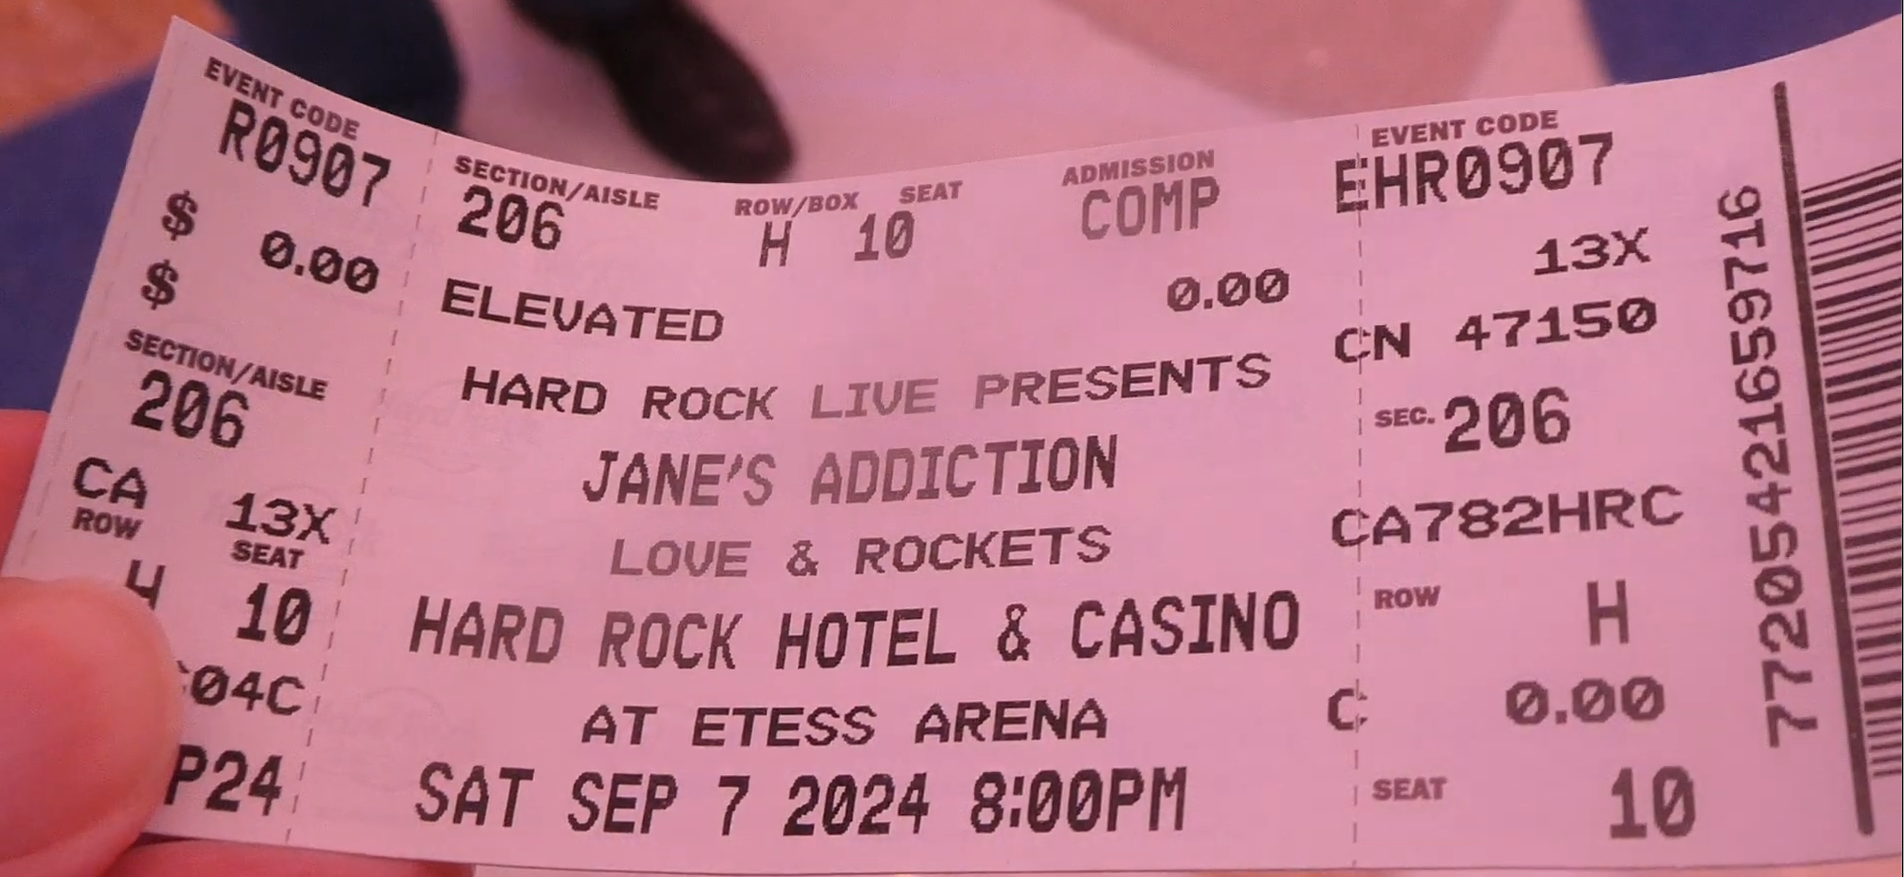 EVENT CODE
R0907
$ 0.00
$
SECTION/AISLE
206
CA 13X
ROW SEAT
H 10
04C
P24
SECTION/AISLE ROW/BOX SEAT ADMISSION
206 H 10 COMP
ELEVATED 0.00
HARD ROCK LIVE PRESENTS
JANE'S ADDICTION
LOVE & ROCKETS
HARD ROCK HOTEL & CASINO
AT ETESS ARENA
SAT SEP 7 2024 8:00PM
EVENT CODE
EHR0907
13X
CN 47150
SEC. 206
CA782HRC
ROW H
C 0.00
SEAT 10
77205421659716